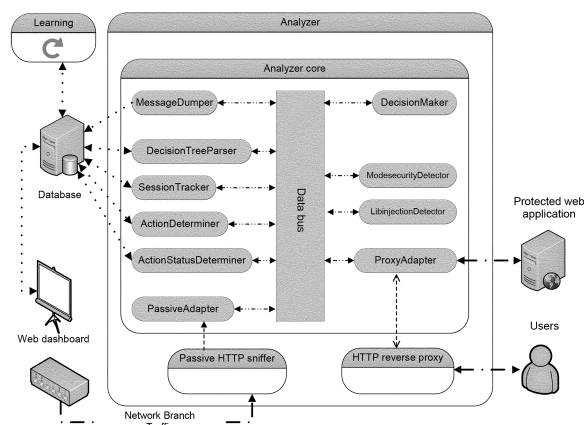 Learning
Analyzer
Analyzer core
MessageDumper
DecisionMaker
DecisionTreeParser
ModesecurityDetector
SessionTracker
Database
Data bus
LibinjectionDetector
Protected web
application
ActionDeterminer
ActionStatusDeterminer
ProxyAdapter
PassiveAdapter
Web dashboard
Users
Passive HTTP sniffer
HTTP reverse proxy
Network Branch